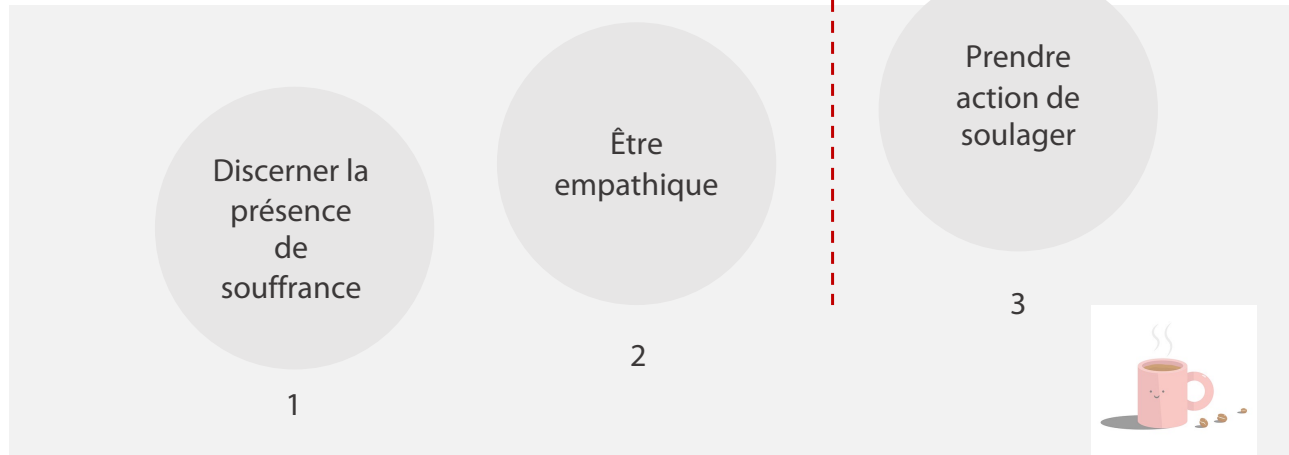 Discerner la
présence
de
souffrance
1
Être
empathique
2
Prendre
action de
soulager
3